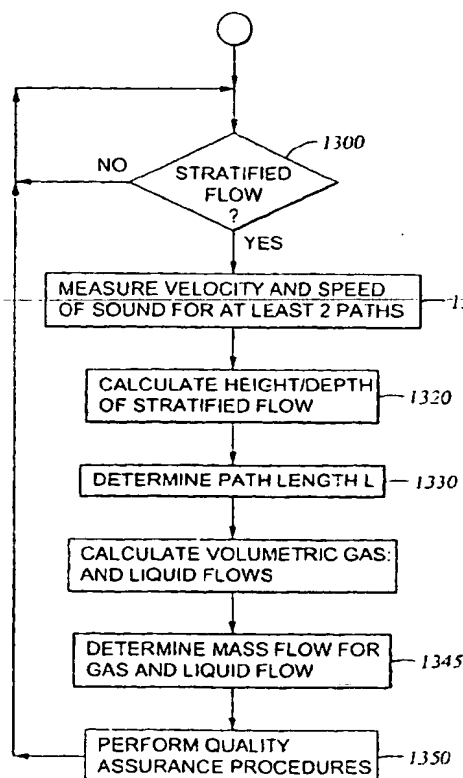 1300
NO
STRATIFIED
FLOW
?
YES
MEASURE VELOCITY AND SPEED
OF SOUND FOR AT LEAST 2 PATHS
CALCULATE HEIGHT/DEPTH
OF STRATIFIED FLOW
1320
DETERMINE PATH LENGTH L
1330
CALCULATE VOLUMETRIC GAS:
AND LIQUID FLOWS
DETERMINE MASS FLOW FOR
GAS AND LIQUID FLOW
1345
PERFORM QUALITY
ASSURANCE PROCEDURES
1350